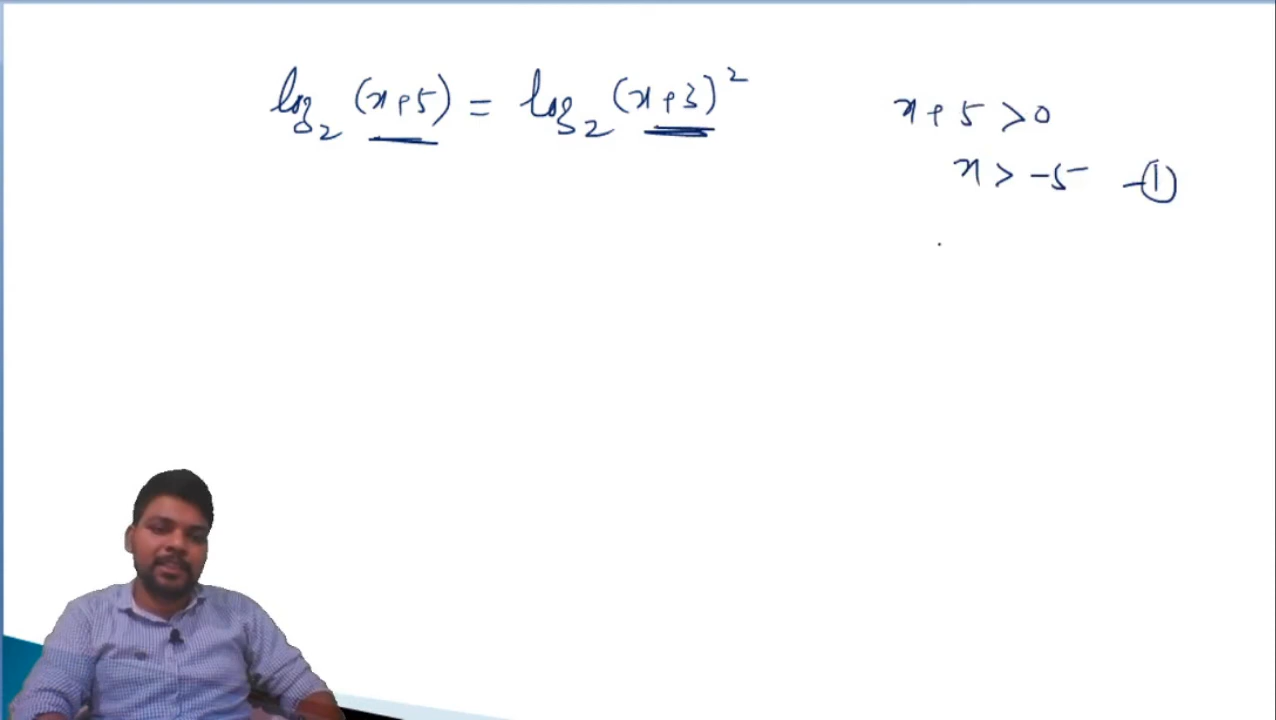 log₂ (x+5) = log₂ (x+3)²
x+5 >0
x > -5 -①